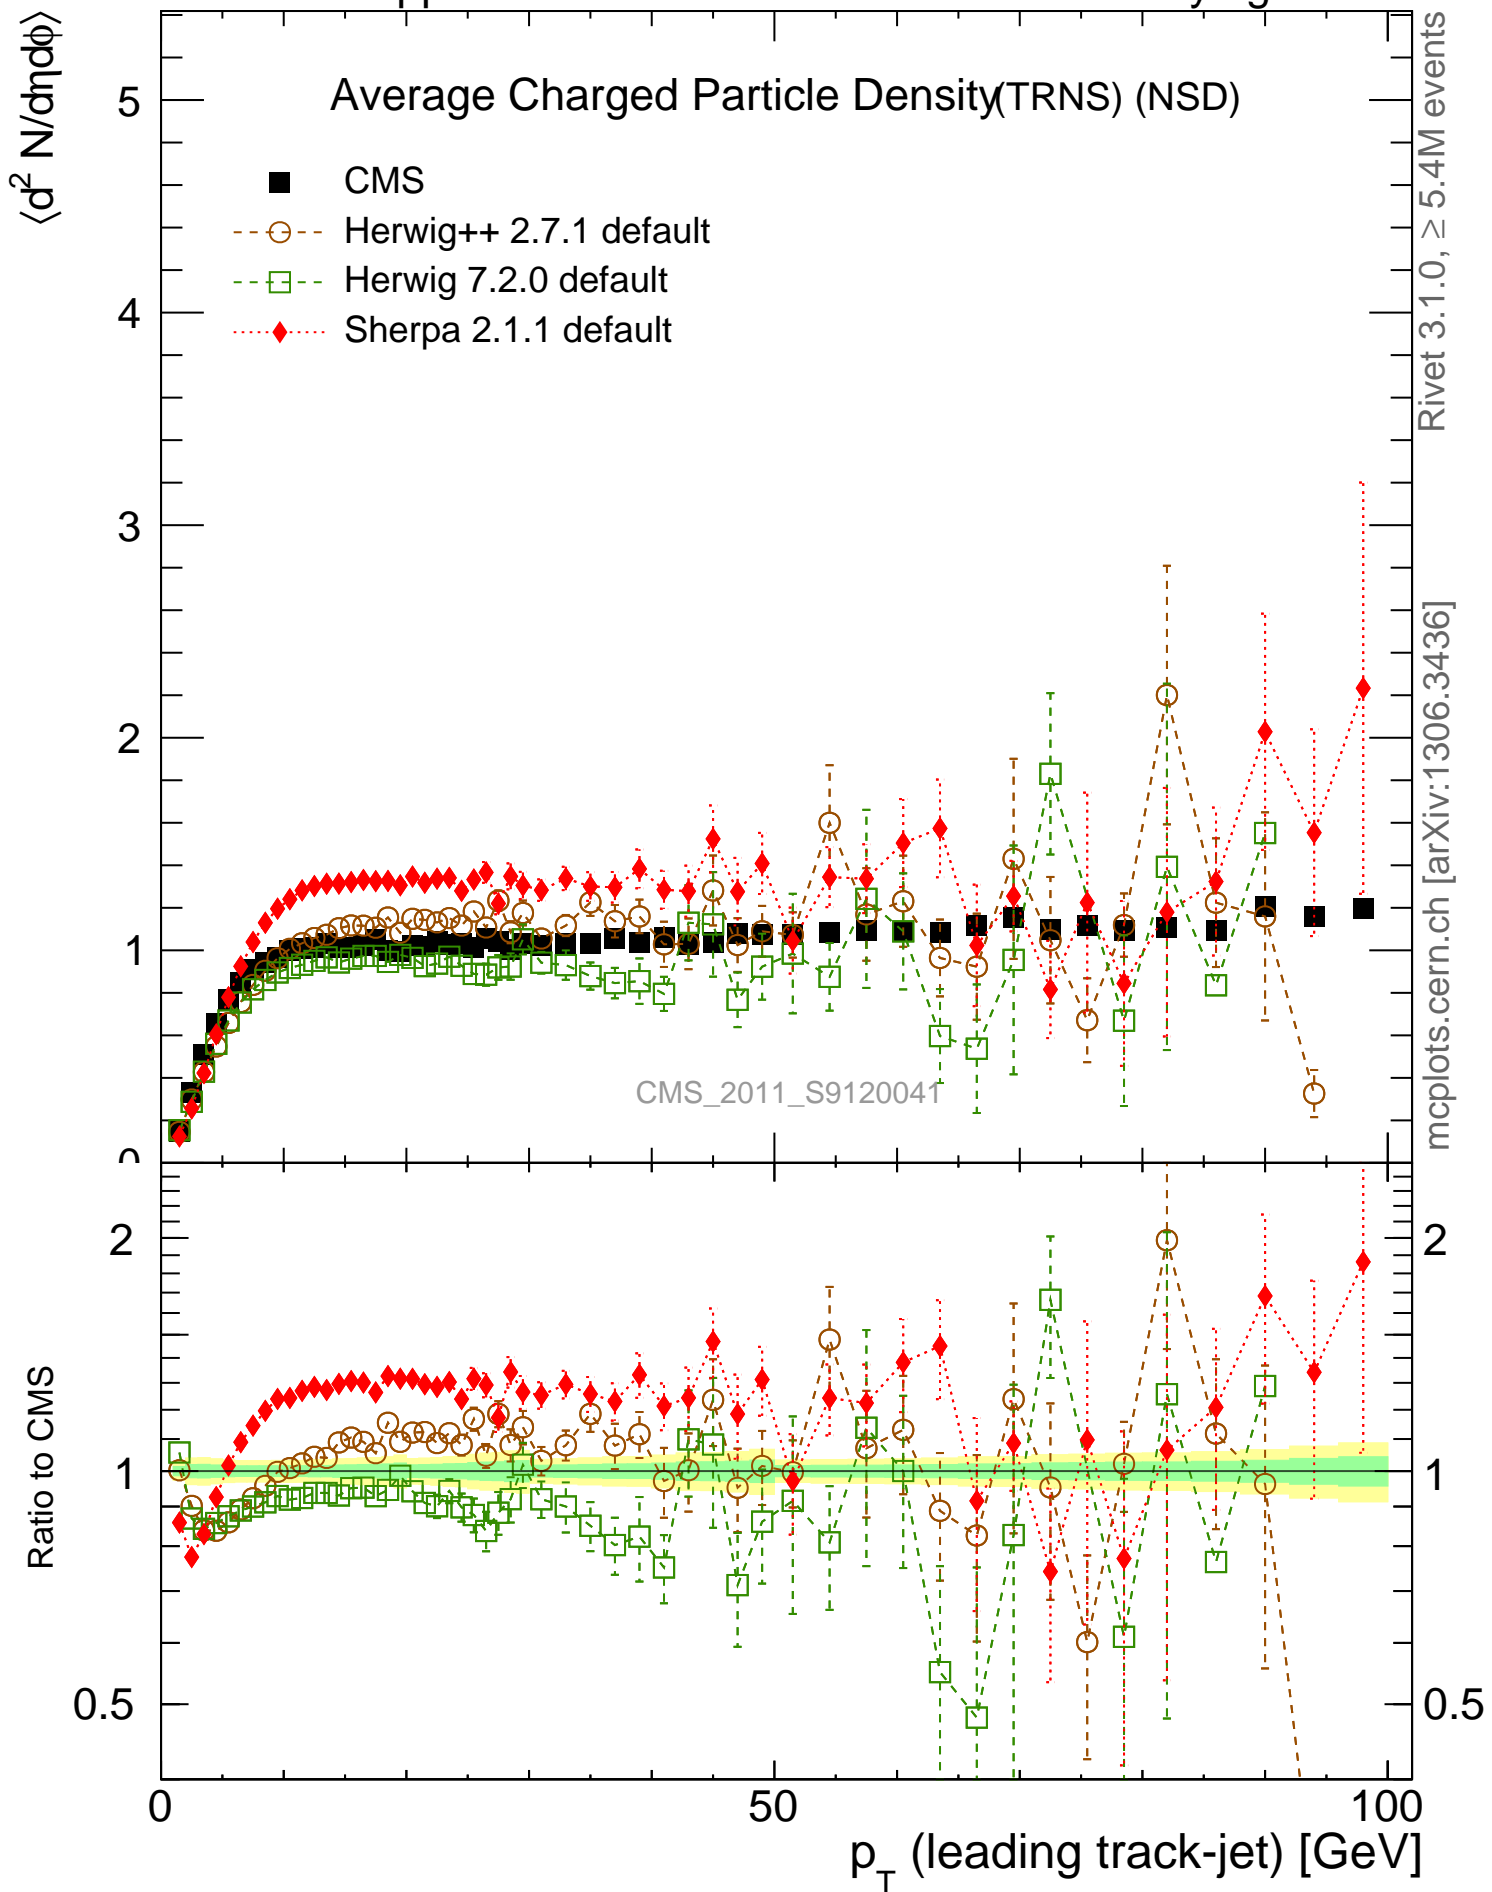 ⟨d² N/dηdϕ⟩
Average Charged Particle Density(TRNS) (NSD)
CMS
Herwig++ 2.7.1 default
Herwig 7.2.0 default
Sherpa 2.1.1 default
5
4
3
2
1
0
CMS_2011_S9120041
Rivet 3.1.0, ≥ 5.4M events
mcplots.cern.ch [arXiv:1306.3436]
Ratio to CMS
2 2
1 1
0.5 0.5
0 50 100
p_T (leading track-jet) [GeV]